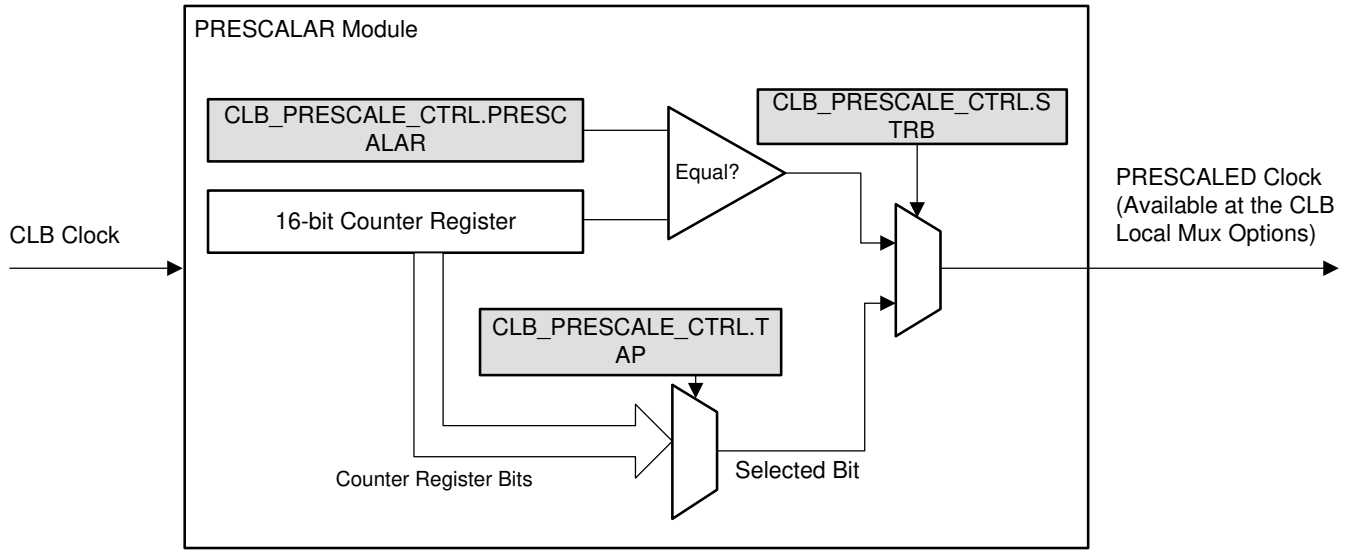 PRESCALAR Module
CLB_PRESCALE_CTRL.PRESC
ALAR
CLB_PRESCALE_CTRL.S
TRB
Equal?
16-bit Counter Register
CLB Clock
PRESCALED Clock
(Available at the CLB
Local Mux Options)
CLB_PRESCALE_CTRL.T
AP
Counter Register Bits
Selected Bit